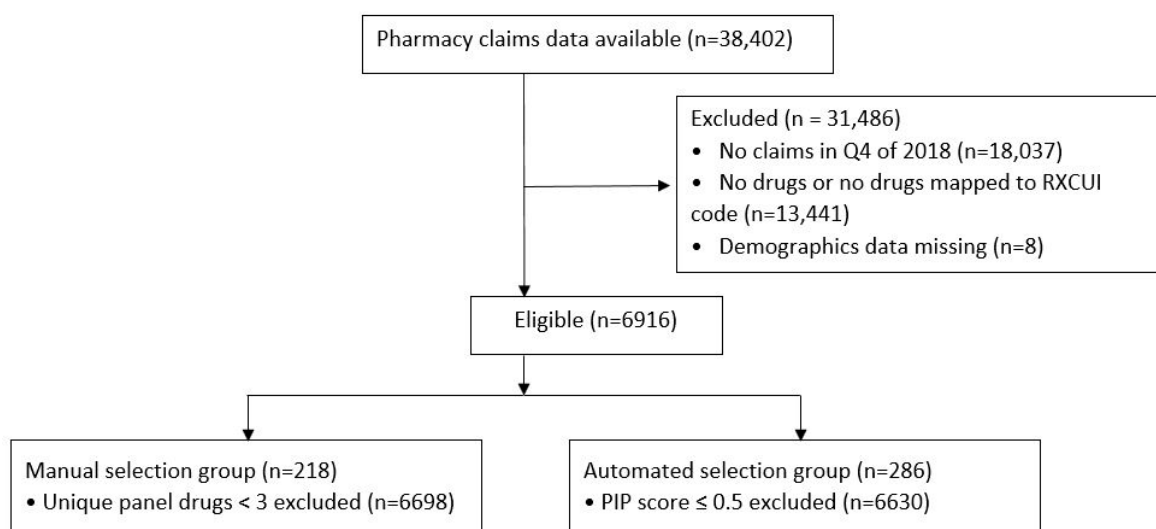 Pharmacy claims data available (n=38,402)
Excluded (n = 31,486)
• No claims in Q4 of 2018 (n=18,037)
• No drugs or no drugs mapped to RXCUI
code (n=13,441)
• Demographics data missing (n=8)
Eligible (n=6916)
Manual selection group (n=218)
• Unique panel drugs < 3 excluded (n=6698)
Automated selection group (n=286)
• PIP score ≤ 0.5 excluded (n=6630)